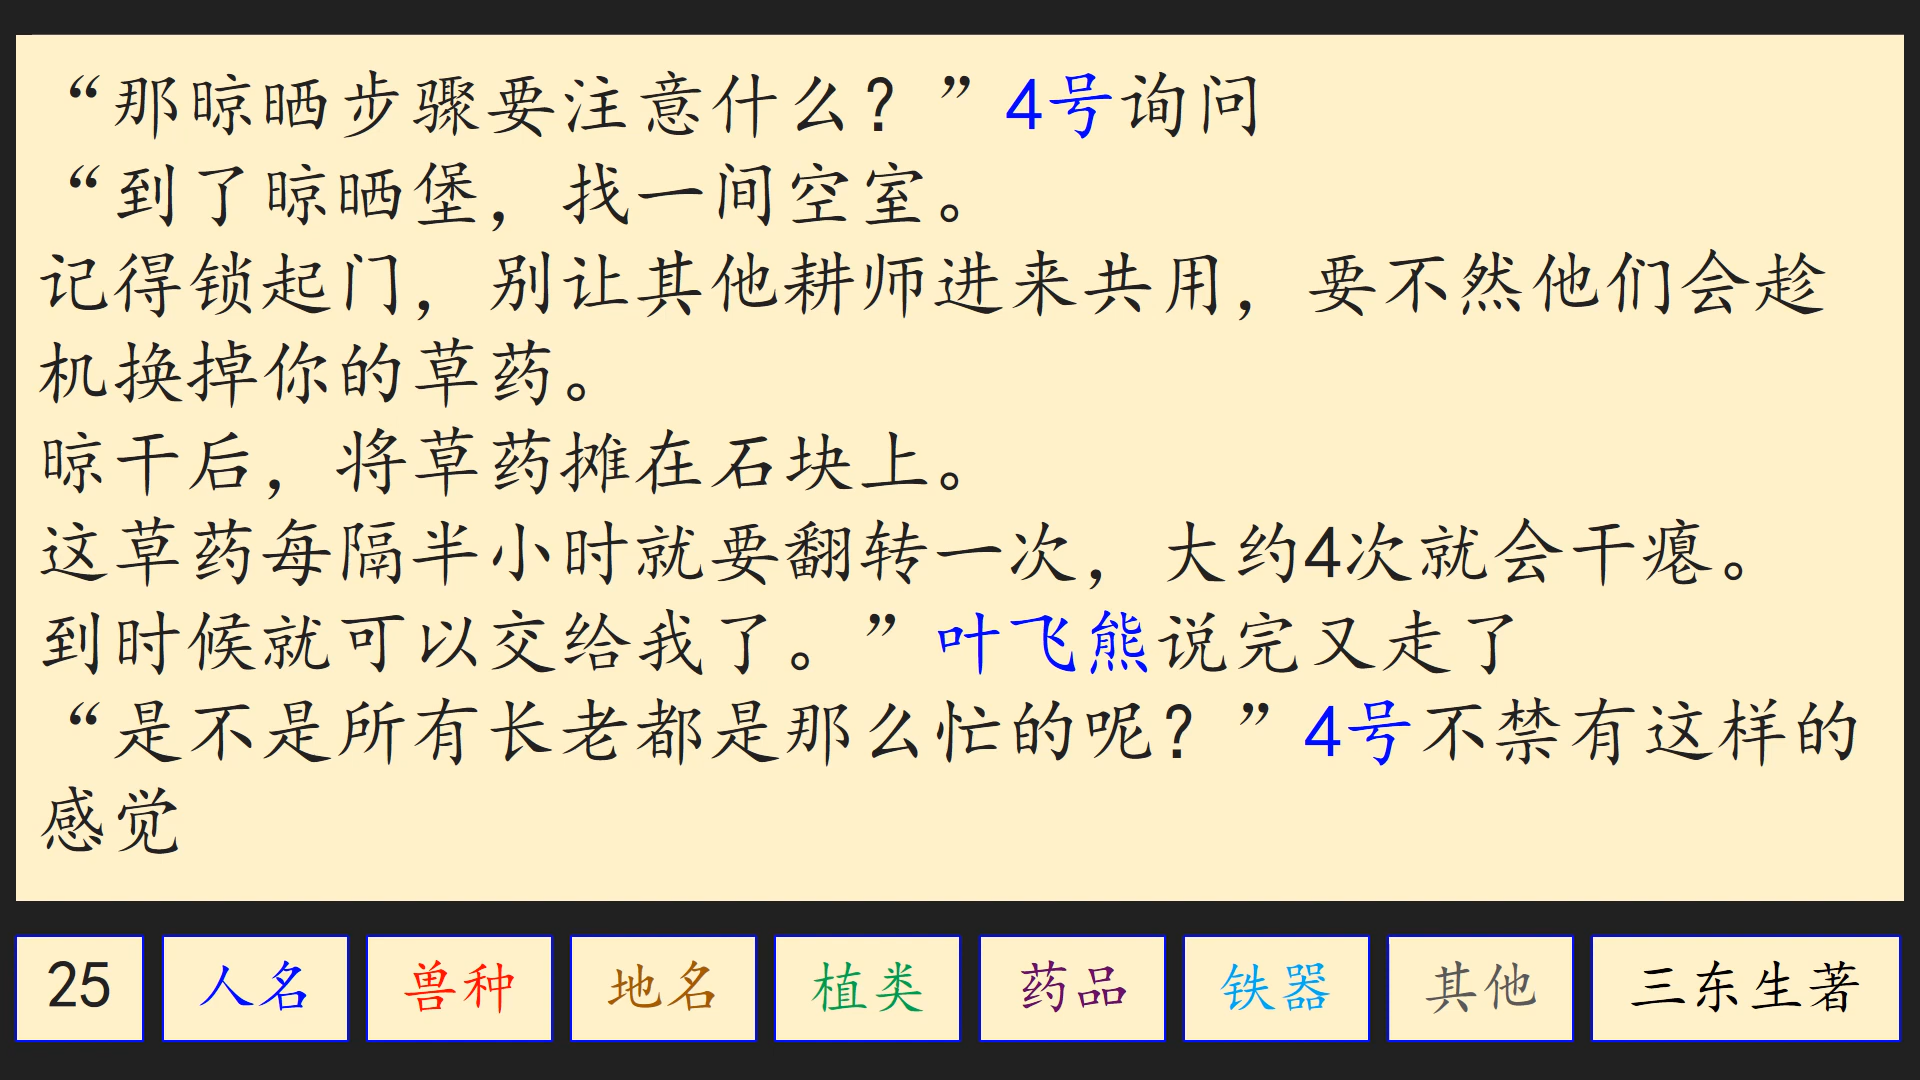 “那晾晒步骤要注意什么？”4号询问
“到了晾晒堡，找一间空室。
记得锁起门，别让其他耕师进来共用，要不然他们会趁
机换掉你的草药。
晾干后，将草药摊在石块上。
这草药每隔半小时就要翻转一次，大约4次就会干瘪。
到时候就可以交给我了。”叶飞熊说完又走了
“是不是所有长老都是那么忙的呢？”4号不禁有这样的
感觉
25 人名 兽种 地名 植类 药品 铁器 其他 三东生著